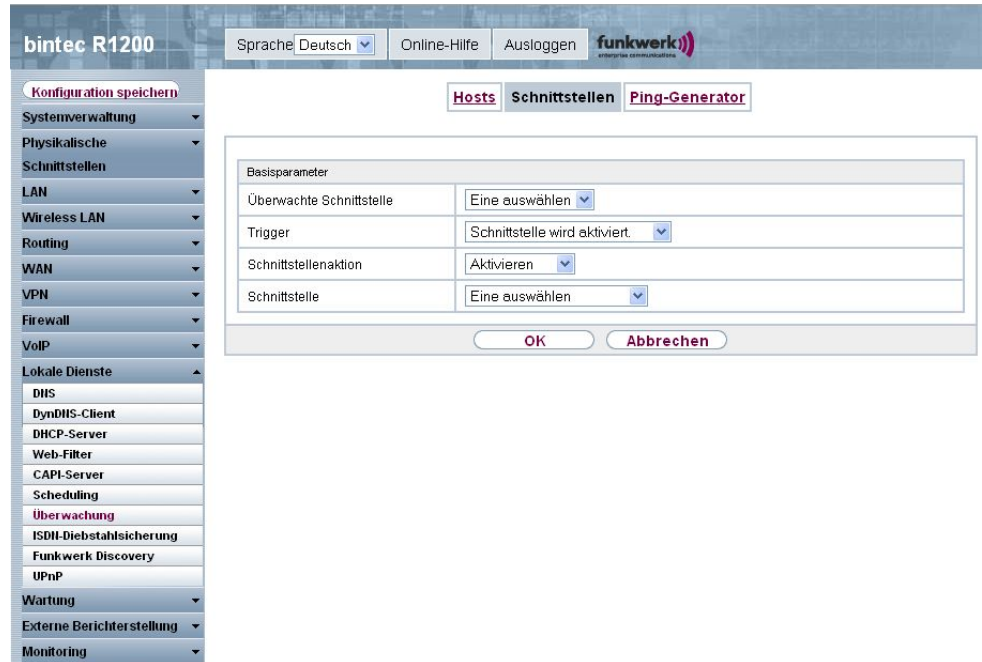 bintec R1200
Sprache Deutsch
Online-Hilfe
Ausloggen
funkwerk
enterprise communications
Konfiguration speichern
Systemverwaltung
Physikalische
Schnittstellen
LAN
Wireless LAN
Routing
WAN
VPN
Firewall
VoIP
Lokale Dienste
DNS
DynDNS-Client
DHCP-Server
Web-Filter
CAPI-Server
Scheduling
Überwachung
ISDN-Diebstahlsicherung
Funkwerk Discovery
UPnP
Wartung
Externe Berichterstellung
Monitoring
Hosts Schnittstellen Ping-Generator
Basisparameter
Überwachte Schnittstelle Eine auswählen
Trigger Schnittstelle wird aktiviert.
Schnittstellenaktion Aktivieren
Schnittstelle Eine auswählen
OK Abbrechen